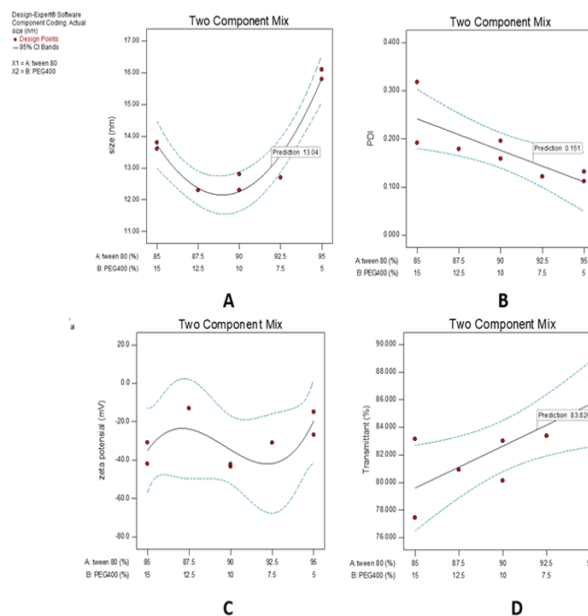 Design-Expert® Software
Component Coding: Actual
size (nm)
Design Points
95% CI Bands
X1 = A: tween 80
X2 = B: PEG400
Two Component Mix
size (nm)
16.00
15.00
14.00
13.00
12.00
11.00
Prediction 13.04
85 87.5 90 92.5 95
15 12.5 10 7.5 5
A: tween 80 (%)
B: PEG400 (%)
A
Two Component Mix
PDI
0.400
0.300
0.200
0.100
0.000
Prediction 0.151
85 87.5 90 92.5 95
15 12.5 10 7.5 5
A: tween 80 (%)
B: PEG400 (%)
B
al
Two Component Mix
zeta potensial (mV)
20.0
0.0
-20.0
-40.0
-60.0
-80.0
85 87.5 90 92.5 95
15 12.5 10 7.5 5
A: tween 80 (%)
B: PEG400 (%)
C
Two Component Mix
Transmittant (%)
90.000
88.000
86.000
84.000
82.000
80.000
78.000
76.000
Prediction 83.826
85 87.5 90 92.5 95
15 12.5 10 7.5 5
A: tween 80 (%)
B: PEG400 (%)
D